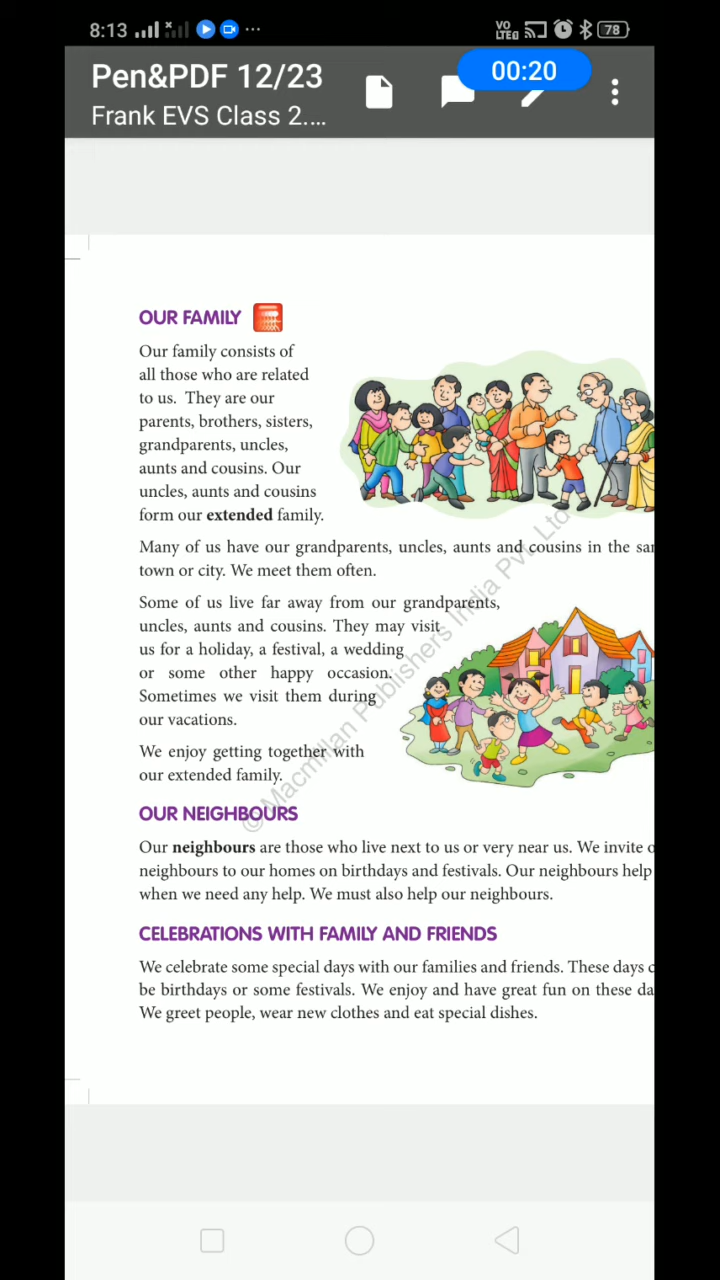 8:13
VO
LTE
78
Pen&PDF 12/23
00:20
Frank EVS Class 2....
OUR FAMILY
Our family consists of
all those who are related
to us. They are our
parents, brothers, sisters,
grandparents, uncles,
aunts and cousins. Our
uncles, aunts and cousins
form our extended family.
Many of us have our grandparents, uncles, aunts and cousins in the
town or city. We meet them often.
Some of us live far away from our grandparents,
uncles, aunts and cousins. They may visit
us for a holiday, a festival, a wedding
or some other happy occasion.
Sometimes we visit them during
our vacations.
We enjoy getting together with
our extended family.
© Macmillan Publishers India Pvt. Ltd
OUR NEIGHBOURS
Our neighbours are those who live next to us or very near us. We invite
neighbours to our homes on birthdays and festivals. Our neighbours help
when we need any help. We must also help our neighbours.
CELEBRATIONS WITH FAMILY AND FRIENDS
We celebrate some special days with our families and friends. These days
be birthdays or some festivals. We enjoy and have great fun on these
We greet people, wear new clothes and eat special dishes.